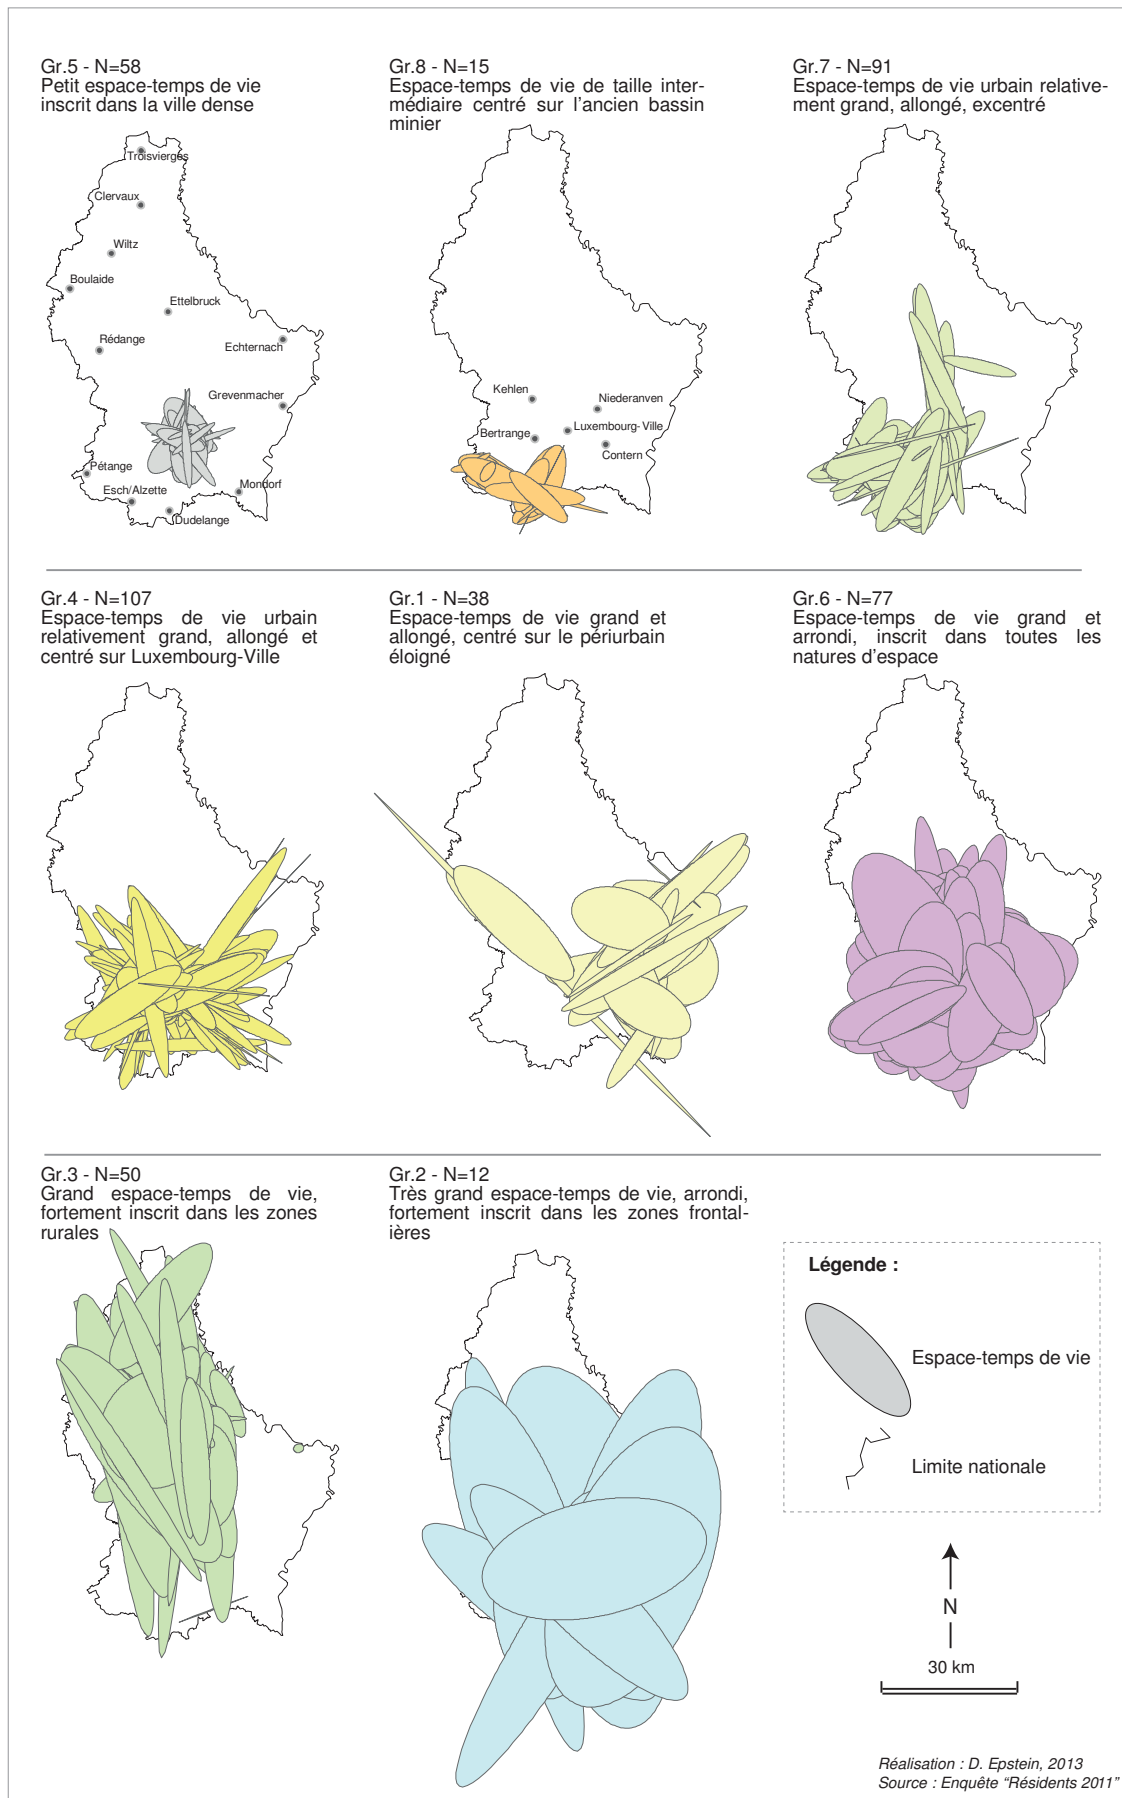 Gr.5 - N=58
Petit espace-temps de vie
inscrit dans la ville dense
Gr.8 - N=15
Espace-temps de vie de taille inter-
médiaire centré sur l'ancien bassin
minier
Gr.7 - N=91
Espace-temps de vie urbain relative-
ment grand, allongé, excentré
Troisvierges
Clervaux
Wiltz
Boulaide
Ettelbruck
Rédange
Echternach
Grevenmacher
Pétange
Esch/Alzette
Mondorf
Dudelange
Kehlen
Niederanven
Bertrange
Luxembourg-Ville
Contern
Gr.4 - N=107
Espace-temps de vie urbain
relativement grand, allongé et
centré sur Luxembourg-Ville
Gr.1 - N=38
Espace-temps de vie grand et
allongé, centré sur le périurbain
éloigné
Gr.6 - N=77
Espace-temps de vie grand et
arrondi, inscrit dans toutes les
natures d'espace
Gr.3 - N=50
Grand espace-temps de vie,
fortement inscrit dans les zones
rurales
Gr.2 - N=12
Très grand espace-temps de vie, arrondi,
fortement inscrit dans les zones frontal-
ières
Légende :
Espace-temps de vie
Limite nationale
N
30 km
Réalisation : D. Epstein, 2013
Source : Enquête “Résidents 2011”